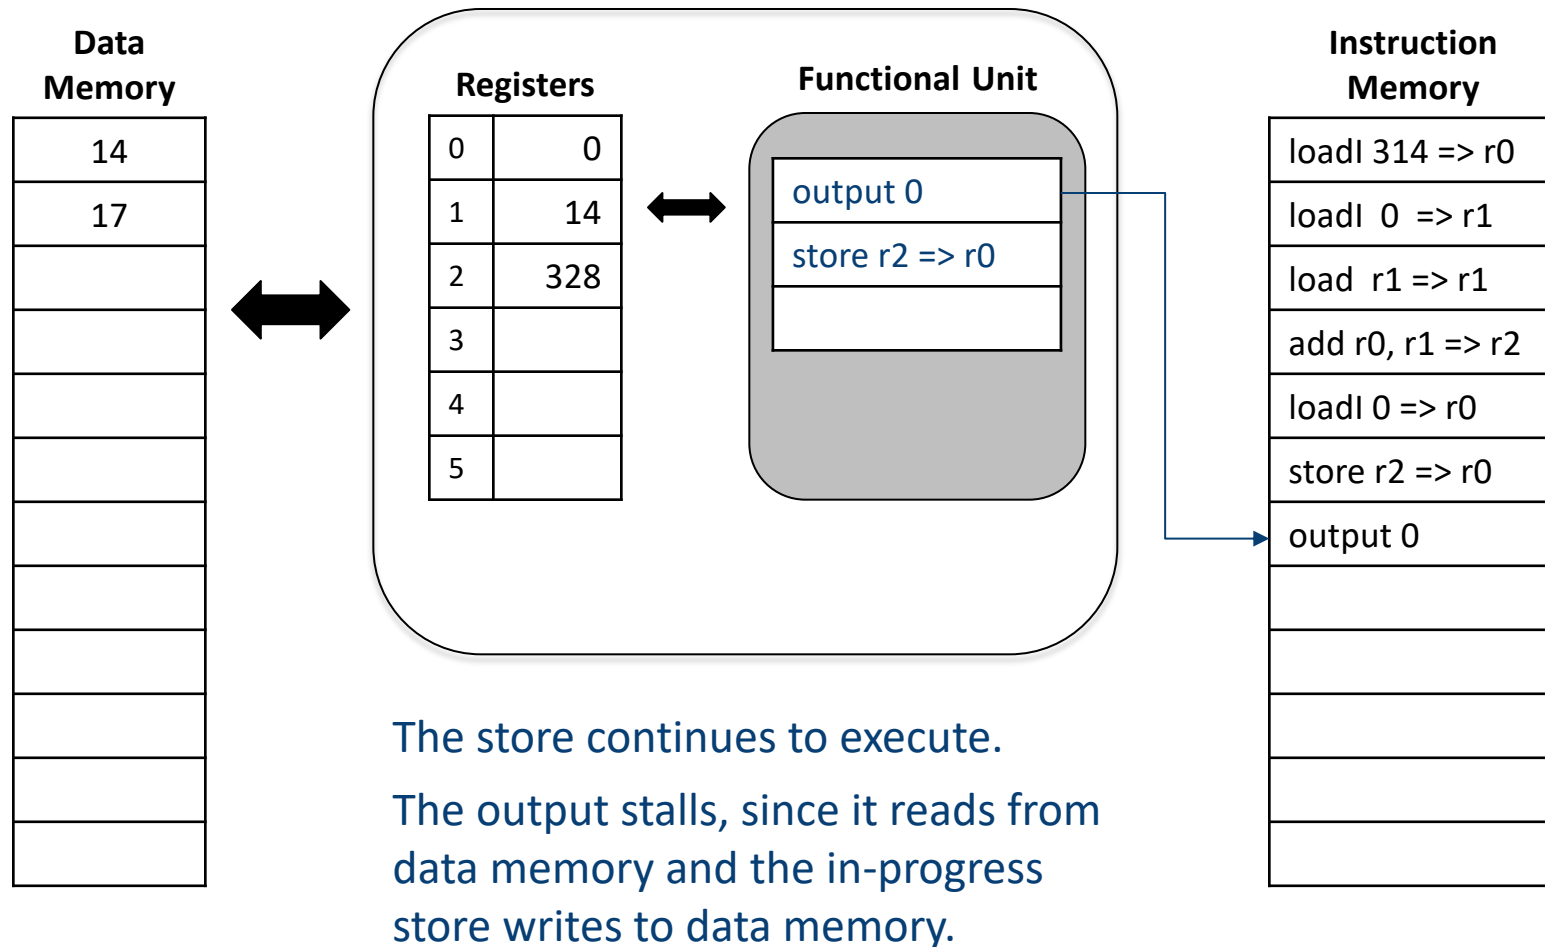 Data
Memory
14
17
Registers
0 0
1 14
2 328
3
4
5
Functional Unit
output 0
store r2 => r0
Instruction
Memory
loadI 314 => r0
loadI 0 => r1
load r1 => r1
add r0, r1 => r2
loadI 0 => r0
store r2 => r0
output 0
The store continues to execute.
The output stalls, since it reads from
data memory and the in-progress
store writes to data memory.